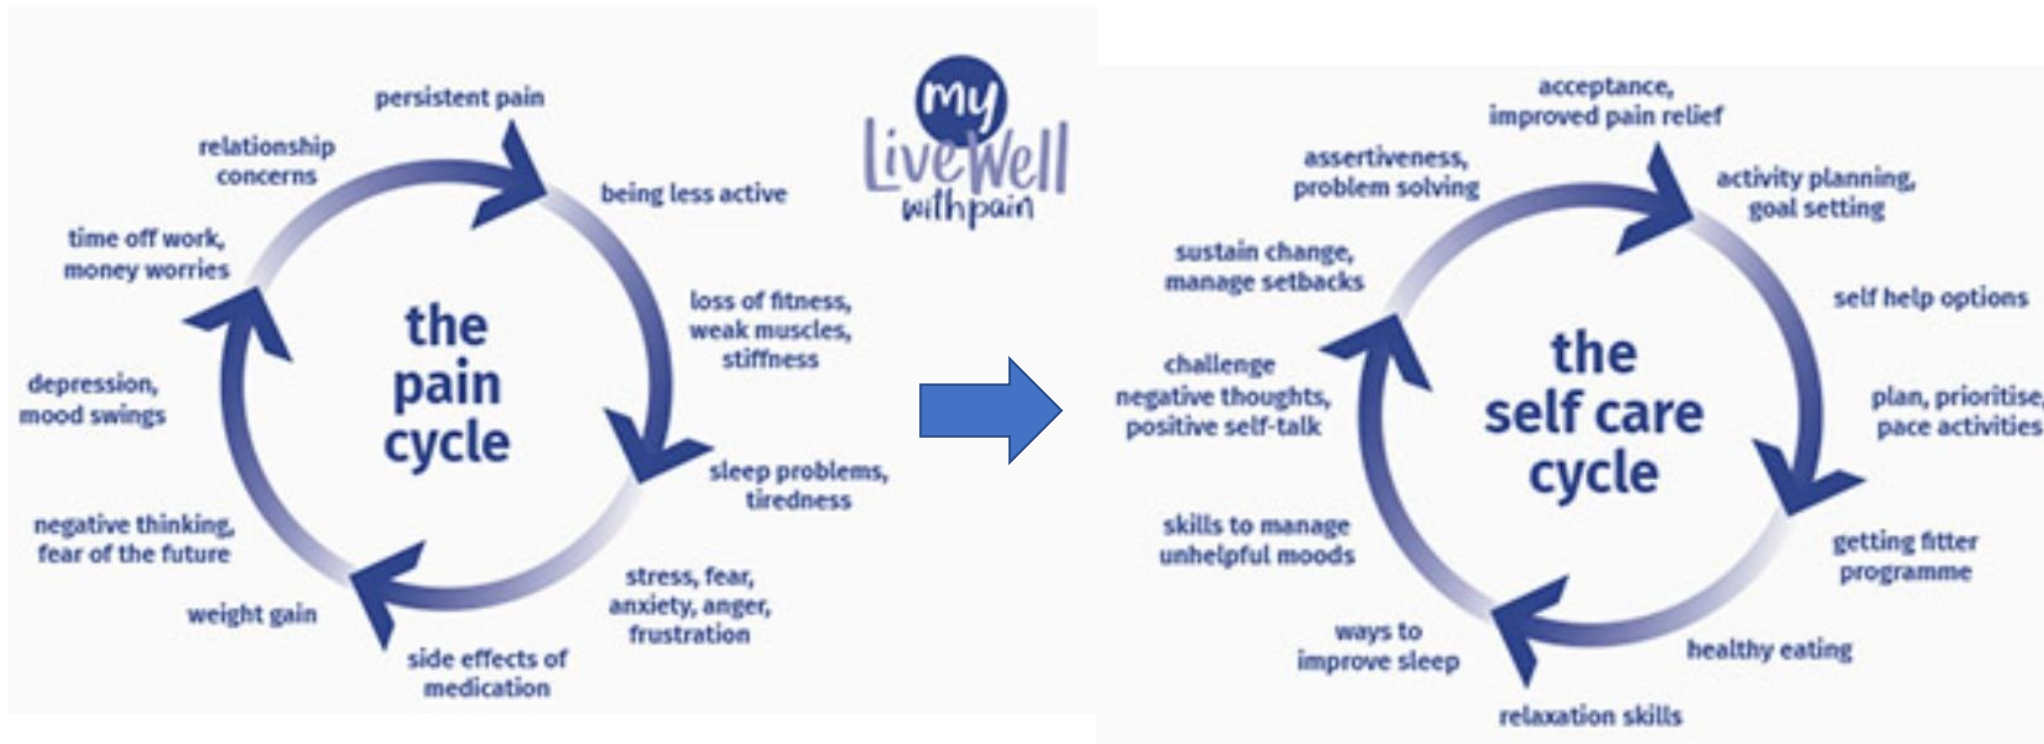 persistent pain
being less active
loss of fitness,
weak muscles,
stiffness
sleep problems,
tiredness
stress, fear,
anxiety, anger,
frustration
side effects of
medication
weight gain
negative thinking,
fear of the future
depression,
mood swings
time off work,
money worries
relationship
concerns
the
pain
cycle
my
Live Well
with pain
acceptance,
improved pain relief
activity planning,
goal setting
self help options
plan, prioritise,
pace activities
getting fitter
programme
healthy eating
relaxation skills
ways to
improve sleep
skills to manage
unhelpful moods
challenge
negative thoughts,
positive self-talk
sustain change,
manage setbacks
assertiveness,
problem solving
the
self care
cycle